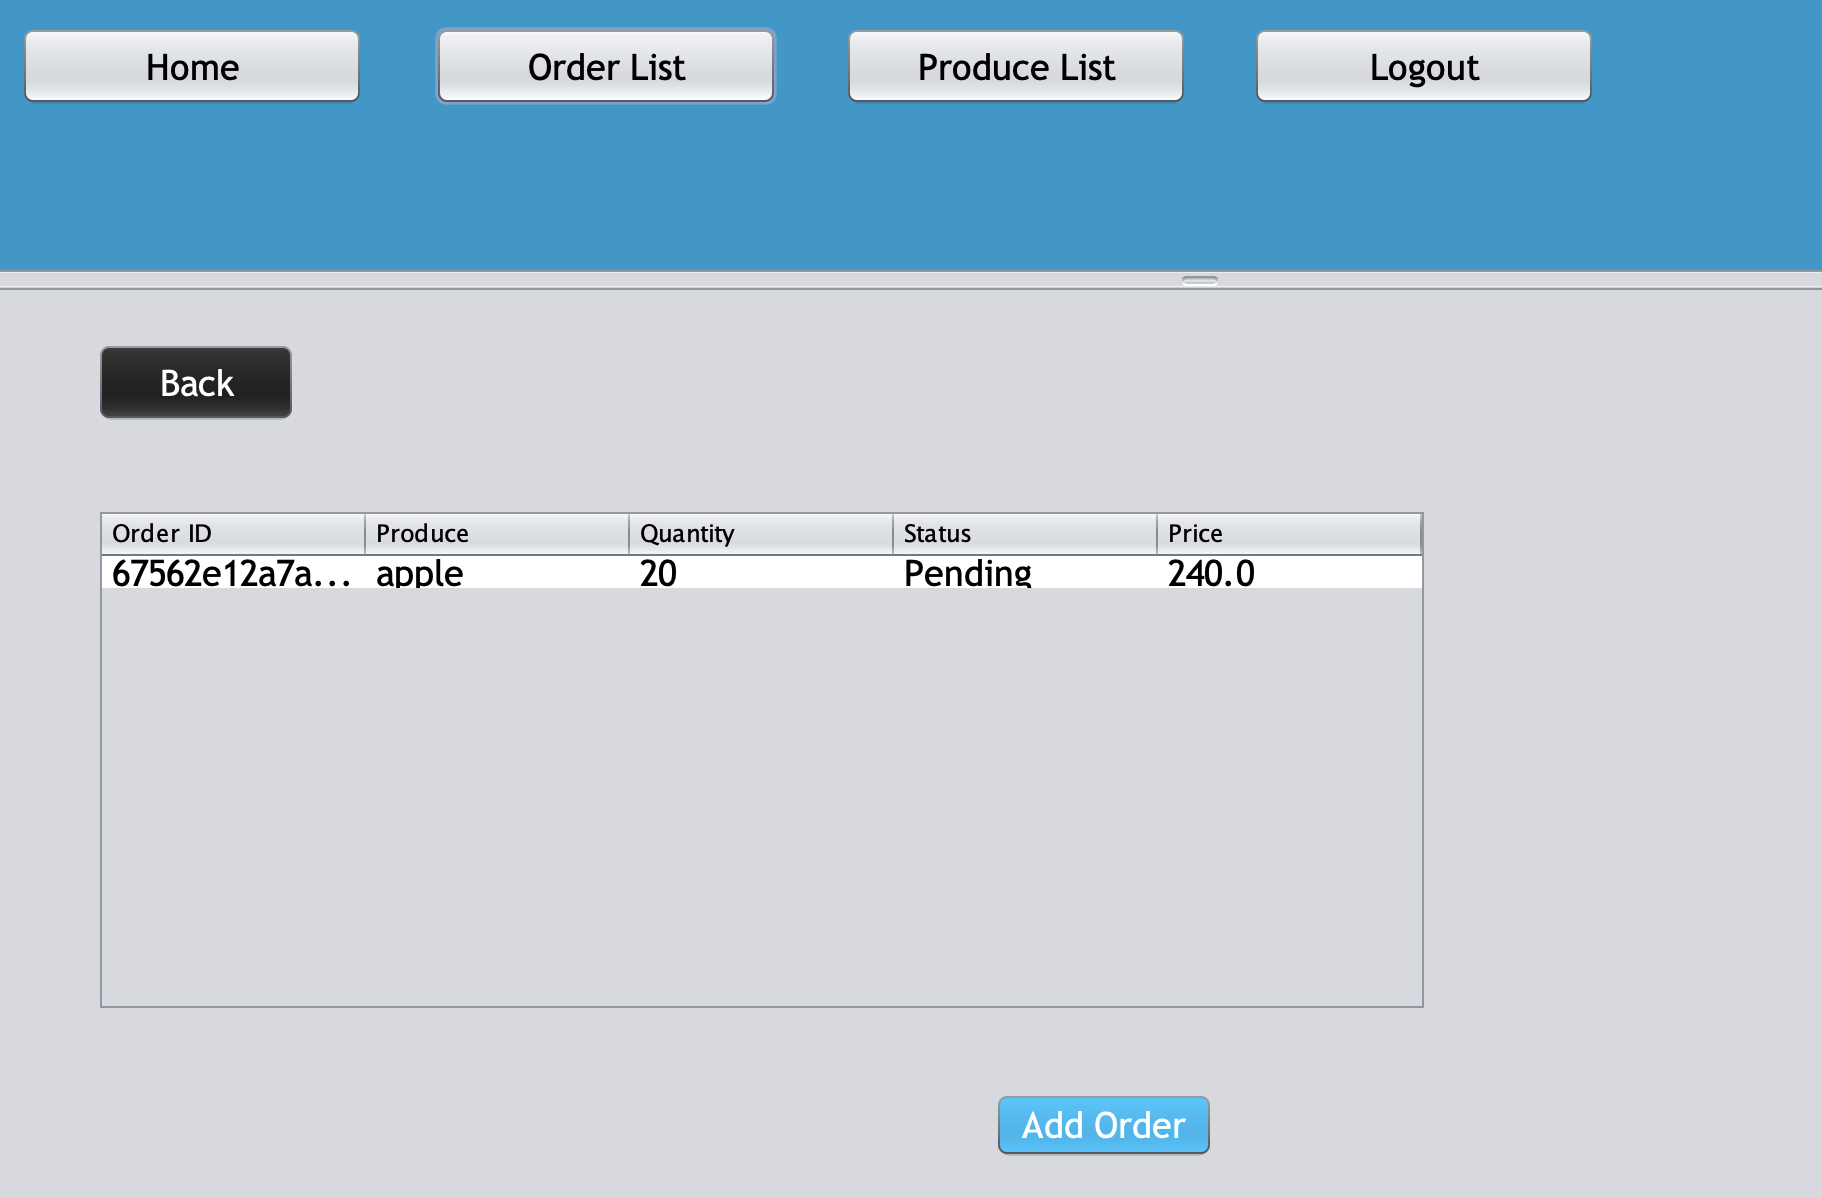 Home Order List Produce List Logout
Back
Order ID Produce Quantity Status Price
67562e12a7a... apple 20 Pending 240.0
Add Order